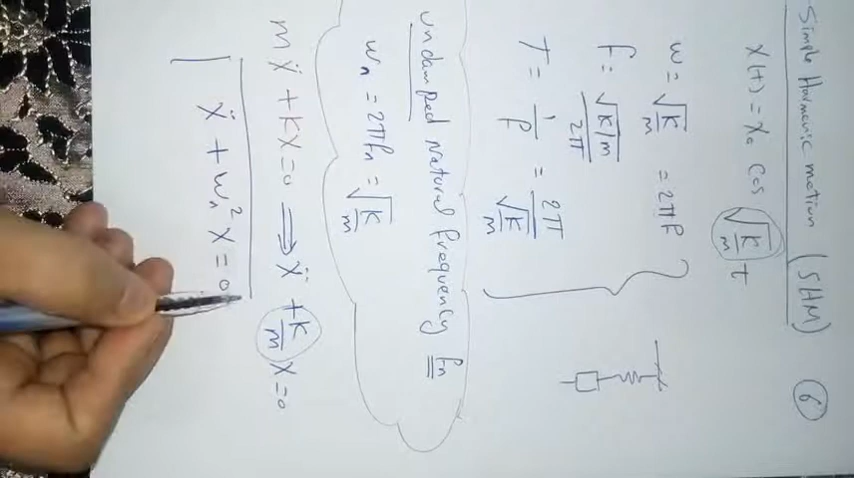 Simple Harmonic motion (SHM) 6
x(t) = x₀ cos √(k/m) t
ω = √(k/m) = 2πf
f = √(k/m) / 2π
T = 1/f = 2π / √(k/m)
undamped natural frequency fn
ωn = 2πfn = √(k/m)
mẍ + kx = 0 ⇒ ẍ + k/m x = 0
ẍ + ωn² x = 0